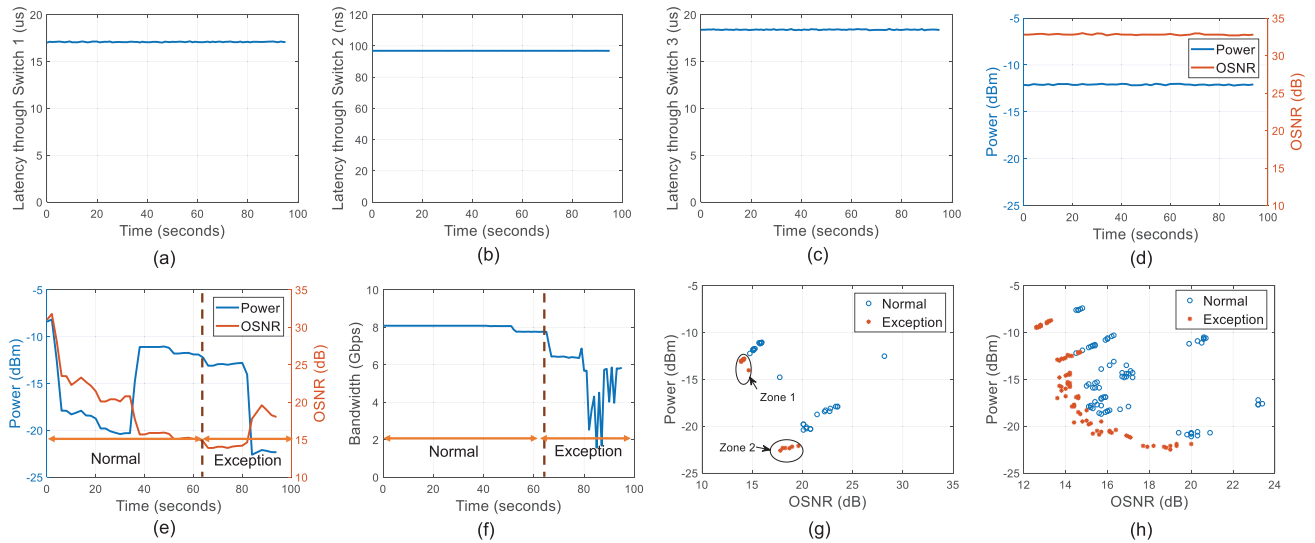 Latency through Switch 1 (us)
20
15
10
5
0
0 20 40 60 80 100
Time (seconds)
(a)
Latency through Switch 2 (ns)
120
100
80
60
40
20
0
0 20 40 60 80 100
Time (seconds)
(b)
Latency through Switch 3 (us)
20
15
10
5
0
0 20 40 60 80 100
Time (seconds)
(c)
Power (dBm)
-5
-10
-15
-20
-25
Power
OSNR
35
30
25
20
15
10
OSNR (dB)
0 20 40 60 80 100
Time (seconds)
(d)
Power (dBm)
-5
-10
-15
-20
-25
Power
OSNR
Normal
Exception
35
30
25
20
15
10
OSNR (dB)
0 20 40 60 80 100
Time (seconds)
(e)
Bandwidth (Gbps)
10
8
6
4
2
0
Normal
Exception
0 20 40 60 80 100
Time (seconds)
(f)
Power (dBm)
-5
-10
-15
-20
-25
Normal
Exception
Zone 1
Zone 2
10 15 20 25 30 35
OSNR (dB)
(g)
Power (dBm)
-5
-10
-15
-20
-25
Normal
Exception
12 14 16 18 20 22 24
OSNR (dB)
(h)